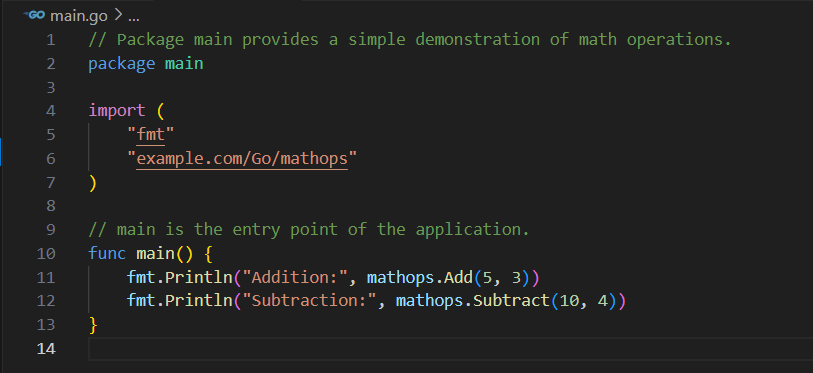 GO main.go > ...
1 // Package main provides a simple demonstration of math operations.
2 package main
3
4 import (
5     "fmt"
6     "example.com/Go/mathops"
7 )
8
9 // main is the entry point of the application.
10 func main() {
11     fmt.Println("Addition:", mathops.Add(5, 3))
12     fmt.Println("Subtraction:", mathops.Subtract(10, 4))
13 }
14